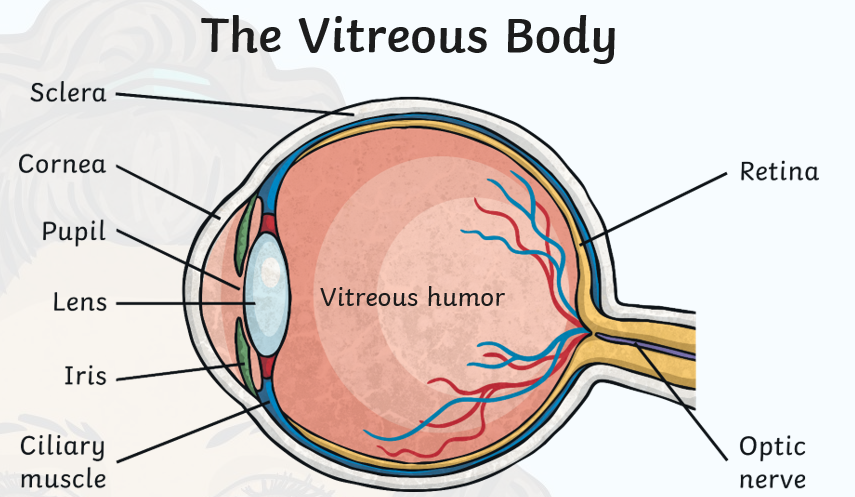 The Vitreous Body
Sclera
Cornea
Pupil
Lens
Iris
Ciliary
muscle
Vitreous humor
Retina
Optic
nerve